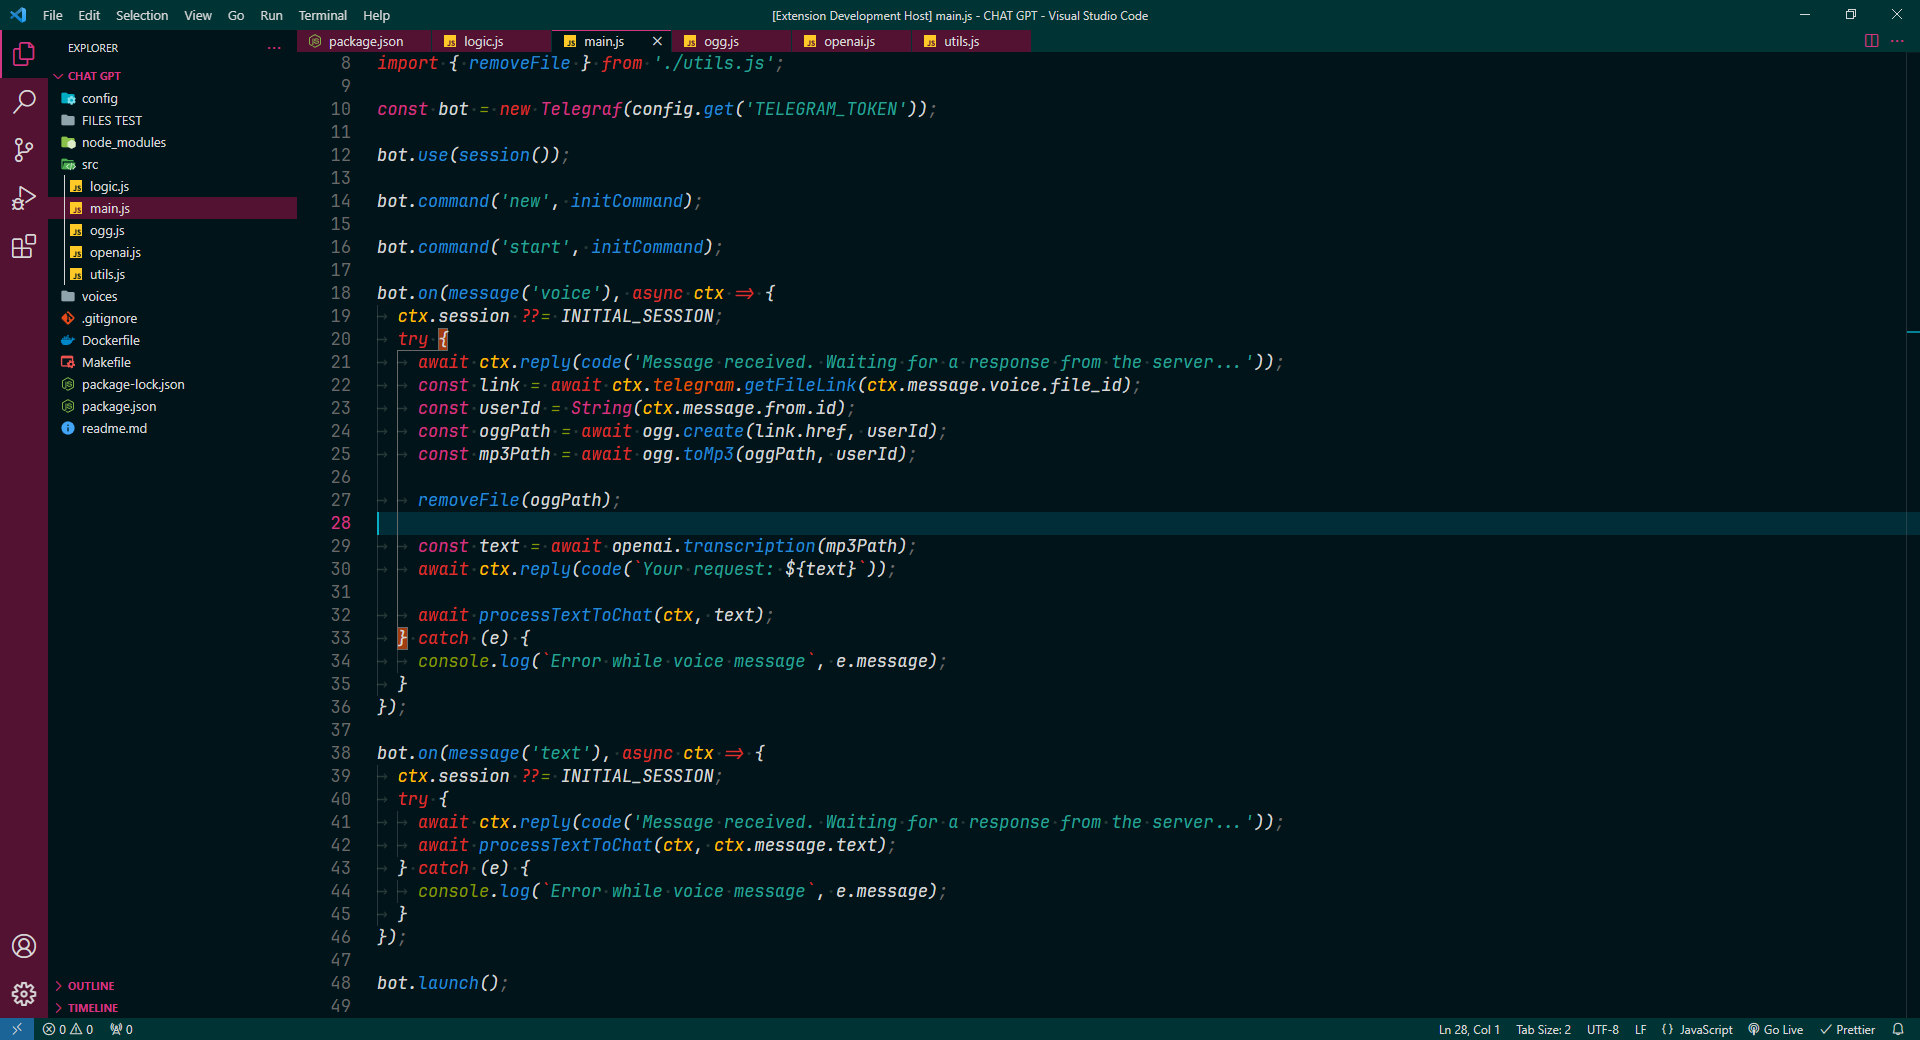 File Edit Selection View Go Run Terminal Help
[Extension Development Host] main.js - CHAT GPT - Visual Studio Code
EXPLORER
CHAT GPT
config
FILES TEST
node_modules
src
logic.js
main.js
ogg.js
openai.js
utils.js
voices
.gitignore
Dockerfile
Makefile
package-lock.json
package.json
readme.md
OUTLINE
TIMELINE
package.json logic.js main.js ogg.js openai.js utils.js
8 import { removeFile } from './utils.js';
9
10 const bot = new Telegraf(config.get('TELEGRAM_TOKEN'));
11
12 bot.use(session());
13
14 bot.command('new', initCommand);
15
16 bot.command('start', initCommand);
17
18 bot.on(message('voice'), async ctx => {
19 ctx.session ??= INITIAL_SESSION;
20 try {
21 await ctx.reply(code('Message received. Waiting for a response from the server...'));
22 const link = await ctx.telegram.getFileLink(ctx.message.voice.file_id);
23 const userId = String(ctx.message.from.id);
24 const oggPath = await ogg.create(link.href, userId);
25 const mp3Path = await ogg.toMp3(oggPath, userId);
26
27 removeFile(oggPath);
28
29 const text = await openai.transcription(mp3Path);
30 await ctx.reply(code(`Your request: ${text}`));
31
32 await processTextToChat(ctx, text);
33 } catch (e) {
34 console.log(`Error while voice message`, e.message);
35 }
36 });
37
38 bot.on(message('text'), async ctx => {
39 ctx.session ??= INITIAL_SESSION;
40 try {
41 await ctx.reply(code('Message received. Waiting for a response from the server...'));
42 await processTextToChat(ctx, ctx.message.text);
43 } catch (e) {
44 console.log(`Error while voice message`, e.message);
45 }
46 });
47
48 bot.launch();
49
0 0 0
Ln 28, Col 1 Tab Size: 2 UTF-8 LF {} JavaScript Go Live Prettier